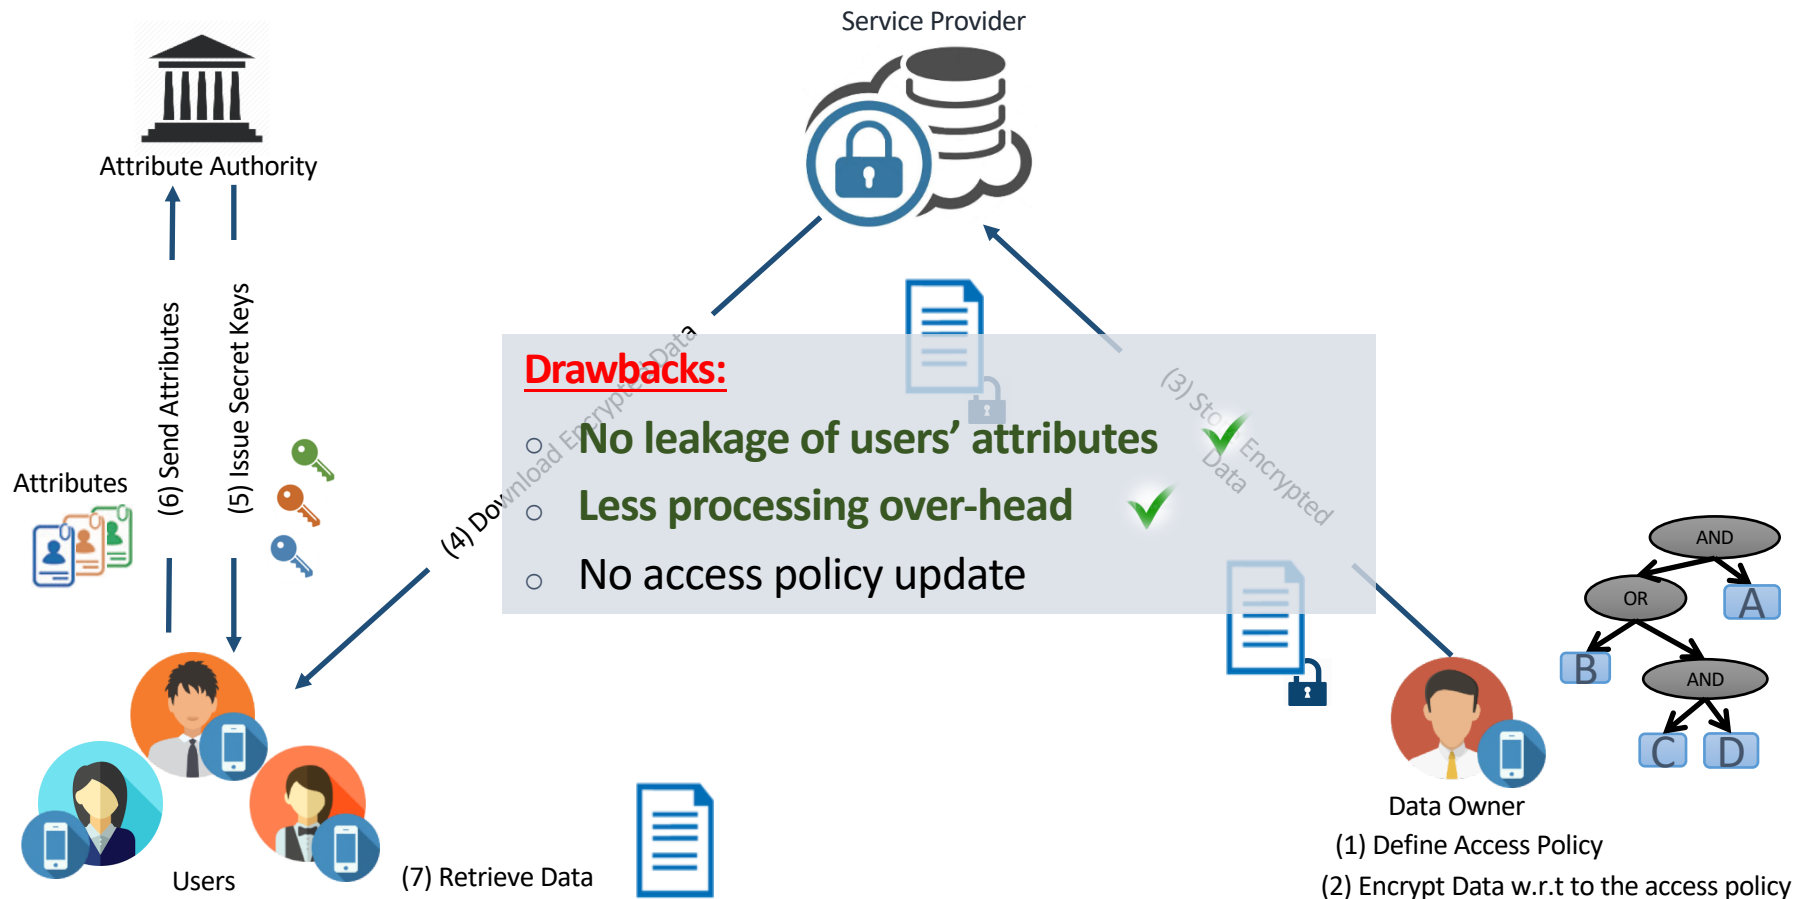 Service Provider
Attribute Authority
(6) Send Attributes
(5) Issue Secret Keys
Attributes
(4) Download Encrypted Data
(3) Store Encrypted
Data
Drawbacks:
○ No leakage of users’ attributes
○ Less processing over-head
○ No access policy update
AND
OR
A
B
AND
C
D
Users
(7) Retrieve Data
Data Owner
(1) Define Access Policy
(2) Encrypt Data w.r.t to the access policy